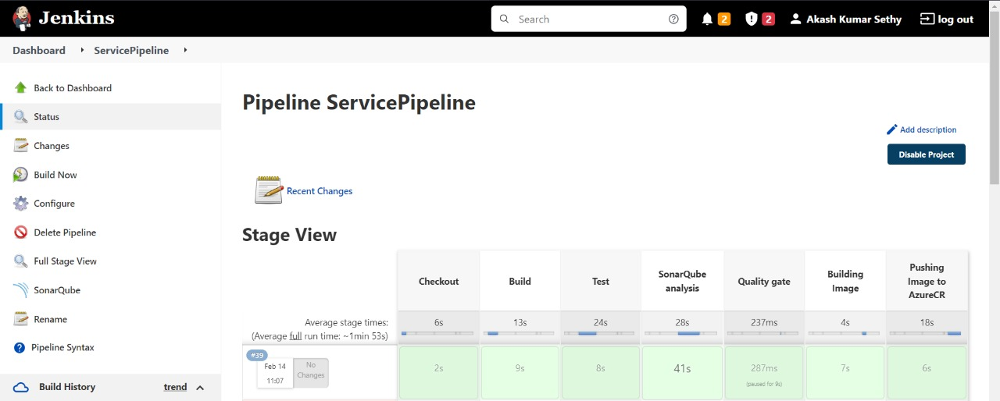 Jenkins
Search
2
2
Akash Kumar Sethy
log out
Dashboard
ServicePipeline
Back to Dashboard
Status
Changes
Build Now
Configure
Delete Pipeline
Full Stage View
SonarQube
Rename
Pipeline Syntax
Build History
trend
Pipeline ServicePipeline
Add description
Disable Project
Recent Changes
Stage View
Checkout
Build
Test
SonarQube
analysis
Quality gate
Building
Image
Pushing
Image to
AzureCR
Average stage times:
(Average full run time: ~1min 53s)
6s
13s
24s
28s
237ms
4s
18s
#39
Feb 14
11:07
No
Changes
2s
9s
8s
41s
287ms
(paused for 9s)
7s
6s